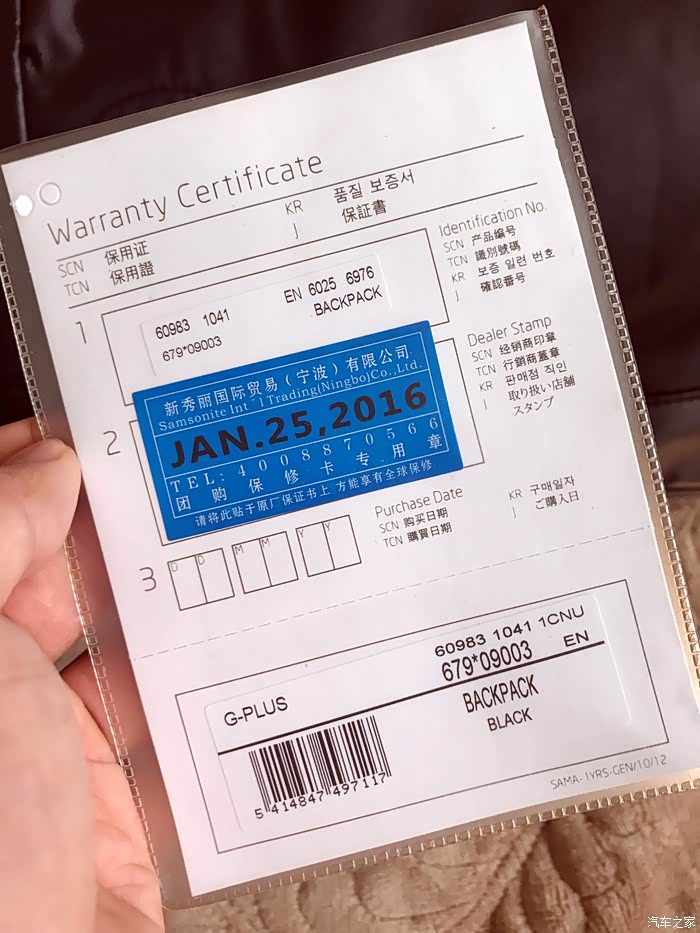 Warranty Certificate
SCN 保用证
TCN 保用證
KR 품질 보증서
J 保証書
1
60983 1041
EN 6025 6976
679*09003
BACKPACK
Identification No.
SCN 产品编号
TCN 識別號碼
KR 보증 일련 번호
J 確認番号
2
新秀丽国际贸易（宁波）有限公司
Samsonite Int'lTrading(Ningbo)Co.,Ltd.
JAN.25,2016
TEL:4008870566
团购保修卡专用章
请将此贴于原厂保证书上 方能享有全球保修
Dealer Stamp
SCN 经销商印章
TCN 行銷商蓋章
KR 판매점 직인
J 取り扱い店舗
スタンプ
3
D D M M Y Y
Purchase Date
SCN 购买日期
TCN 購買日期
KR 구매일자
J ご購入日
60983 1041 1CNU
679*09003 EN
G-PLUS
BACKPACK
BLACK
5 414847 497117
SAMA-1YRS-GEN/10/12
汽车之家